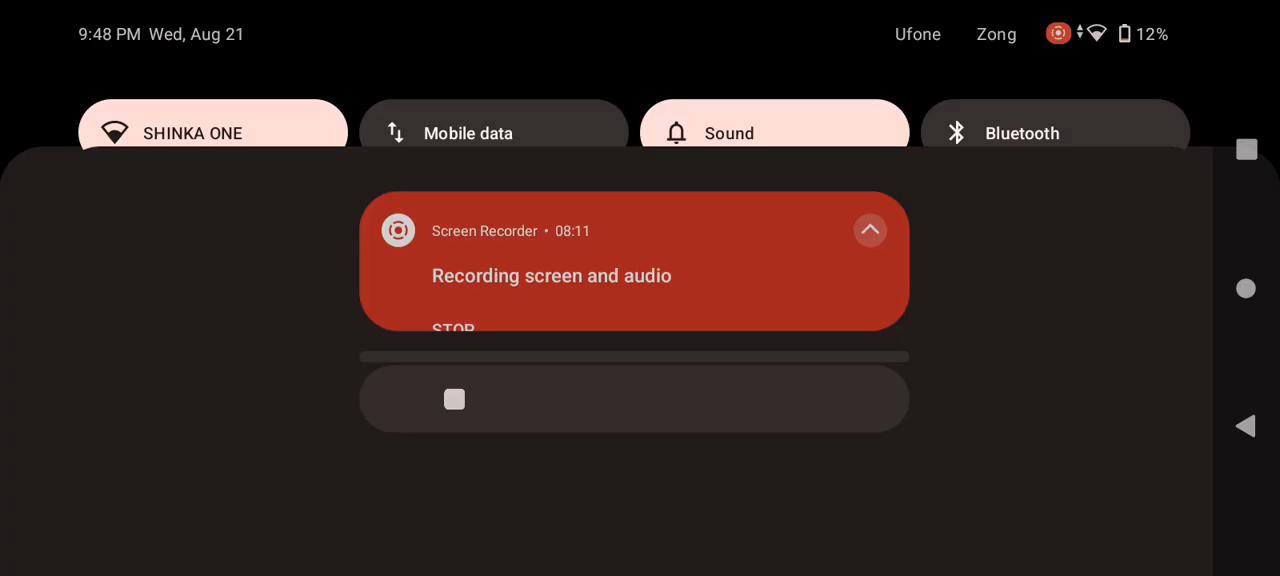 9:48 PM Wed, Aug 21 Ufone Zong 12%
SHINKA ONE Mobile data Sound Bluetooth
Screen Recorder • 08:11
Recording screen and audio
STOP